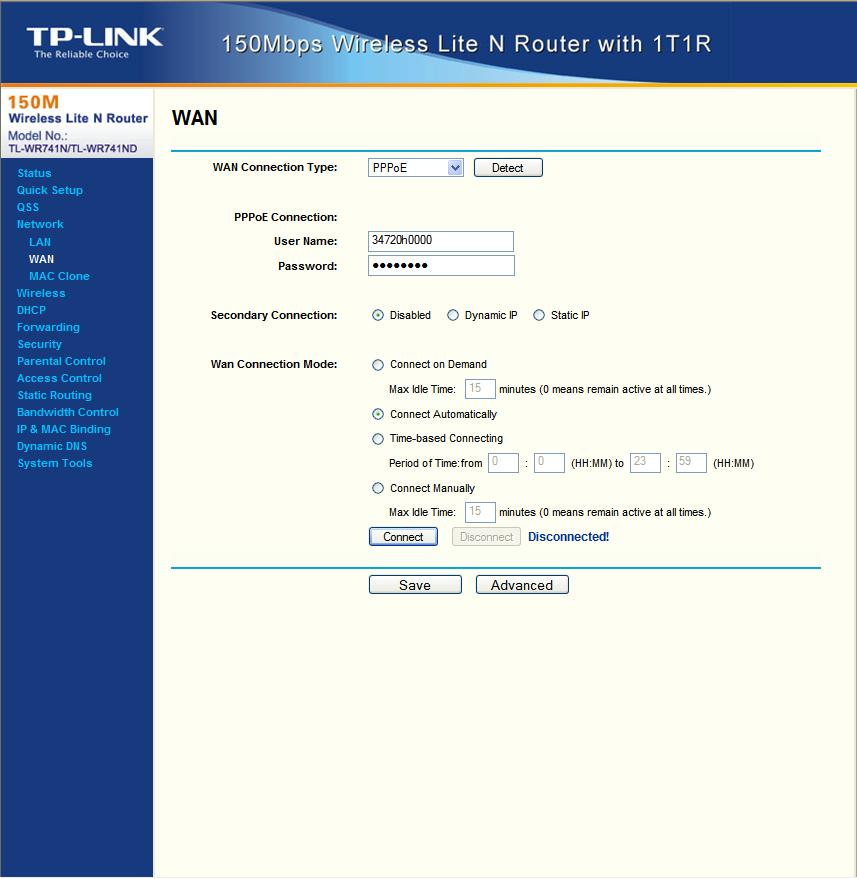 TP-LINK
The Reliable Choice
150Mbps Wireless Lite N Router with 1T1R
150M
Wireless Lite N Router
Model No.:
TL-WR741N/TL-WR741ND
Status
Quick Setup
QSS
Network
LAN
WAN
MAC Clone
Wireless
DHCP
Forwarding
Security
Parental Control
Access Control
Static Routing
Bandwidth Control
IP & MAC Binding
Dynamic DNS
System Tools
WAN
WAN Connection Type: PPPoE Detect
PPPoE Connection:
User Name: 34720h0000
Password: ●●●●●●●●
Secondary Connection: Disabled Dynamic IP Static IP
Wan Connection Mode: Connect on Demand
Max Idle Time: 15 minutes (0 means remain active at all times.)
Connect Automatically
Time-based Connecting
Period of Time:from 0 : 0 (HH:MM) to 23 : 59 (HH:MM)
Connect Manually
Max Idle Time: 15 minutes (0 means remain active at all times.)
Connect Disconnect Disconnected!
Save Advanced